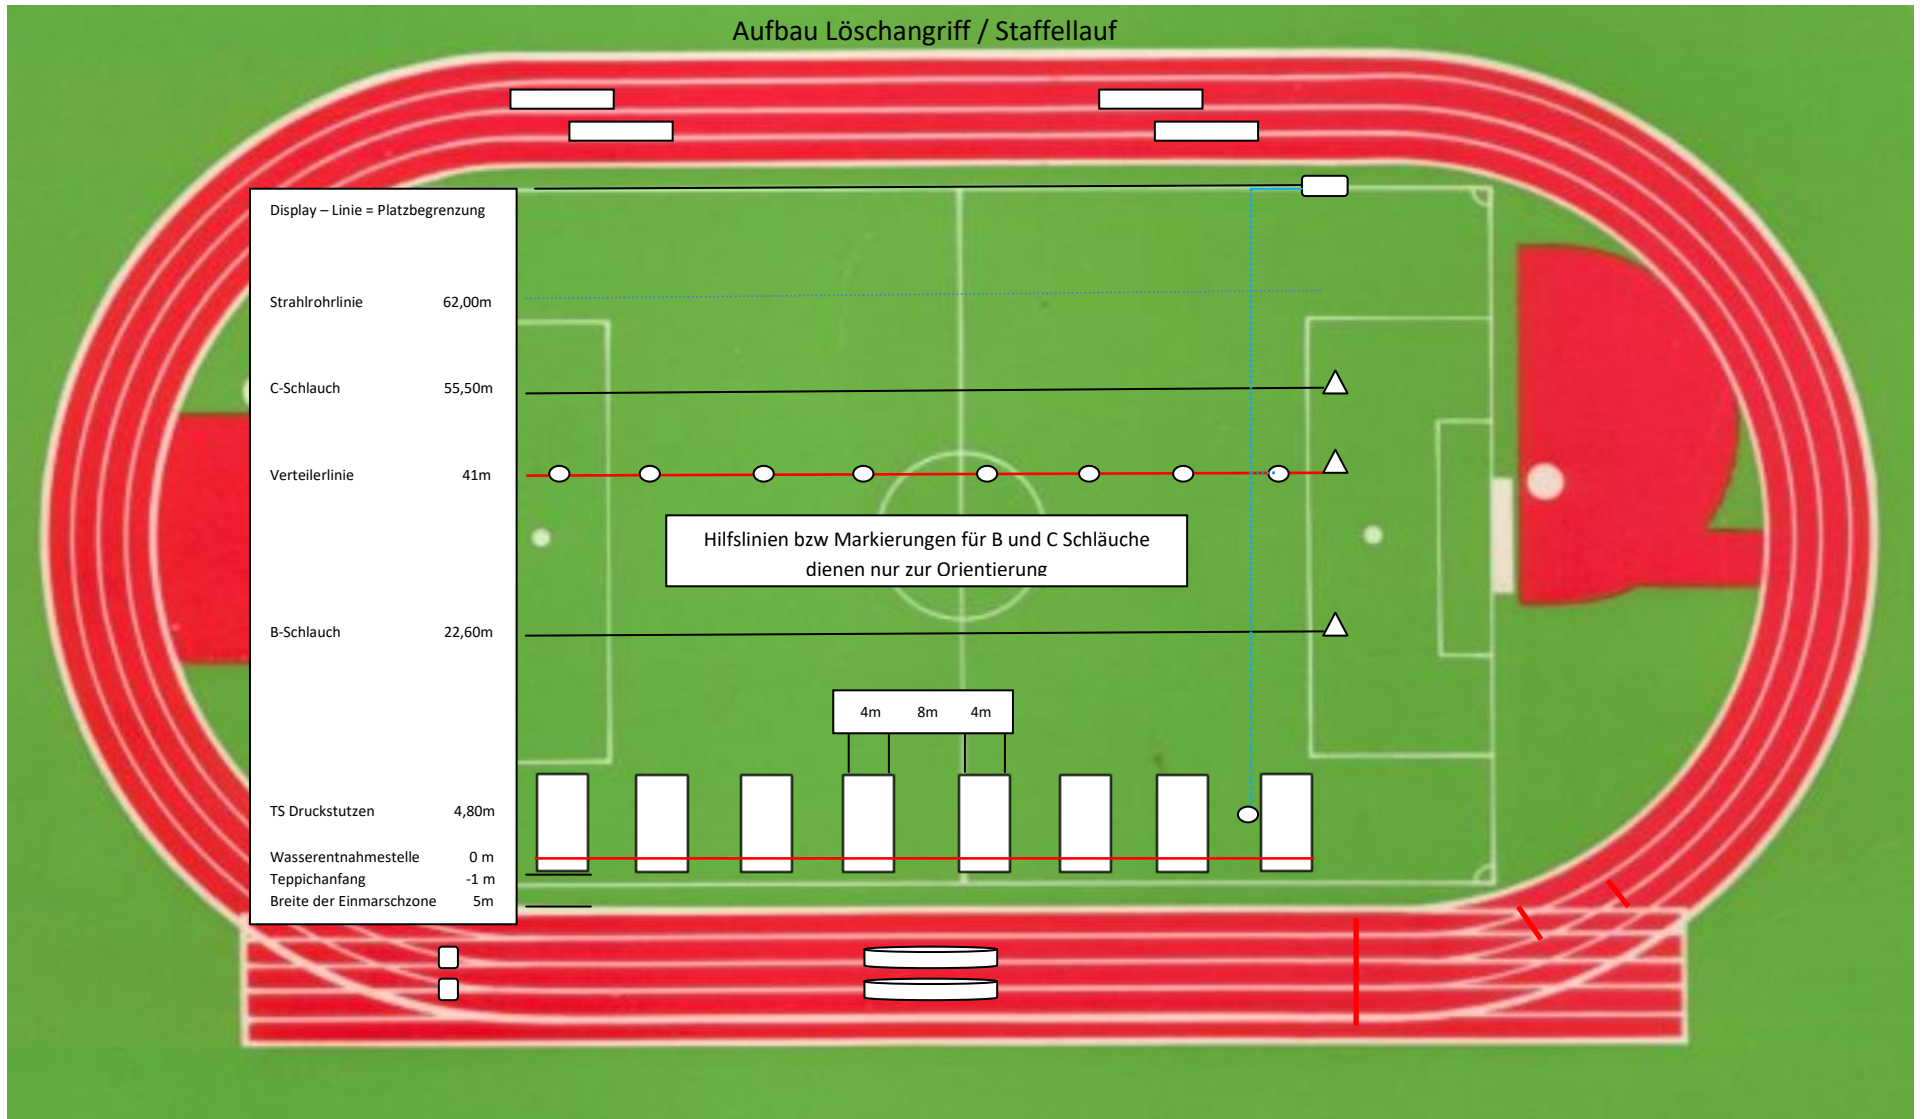 Aufbau Löschangriff / Staffellauf
Display – Linie = Platzbegrenzung
Strahlrohrlinie 62,00m
C-Schlauch 55,50m
Verteilerlinie 41m
Hilfslinien bzw Markierungen für B und C Schläuche
dienen nur zur Orientierung
B-Schlauch 22,60m
4m 8m 4m
TS Druckstutzen 4,80m
Wasserentnahmestelle 0 m
Teppichanfang -1 m
Breite der Einmarschzone 5m